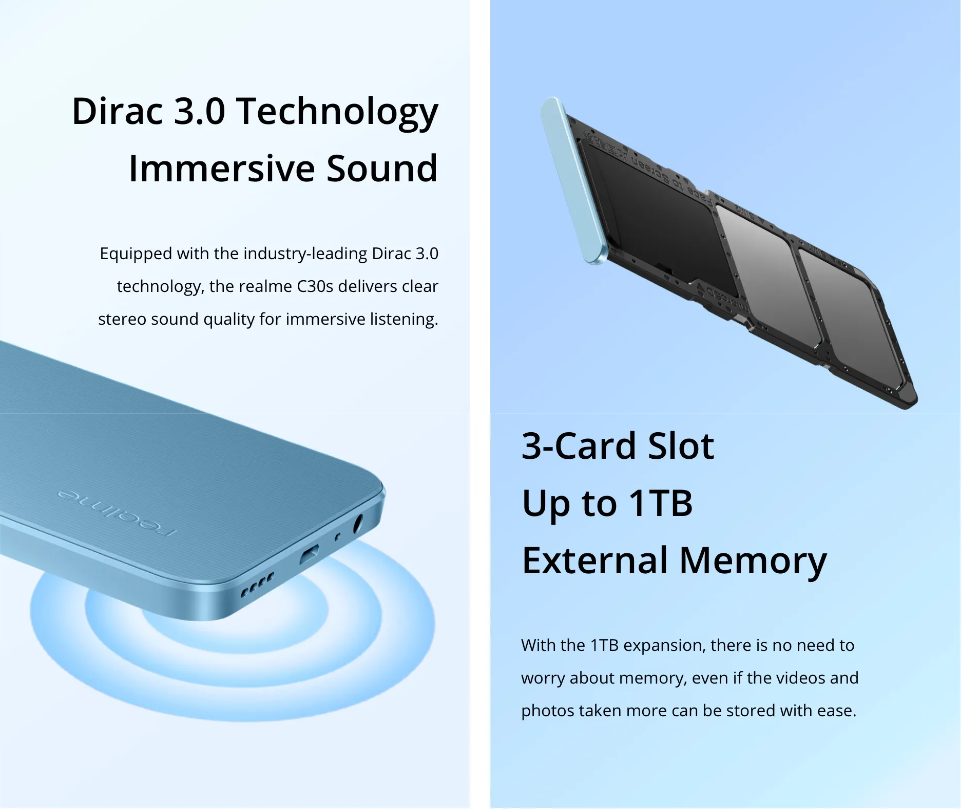 Dirac 3.0 Technology
Immersive Sound
Equipped with the industry-leading Dirac 3.0
technology, the realme C30s delivers clear
stereo sound quality for immersive listening.
realme
3-Card Slot
Up to 1TB
External Memory
With the 1TB expansion, there is no need to
worry about memory, even if the videos and
photos taken more can be stored with ease.